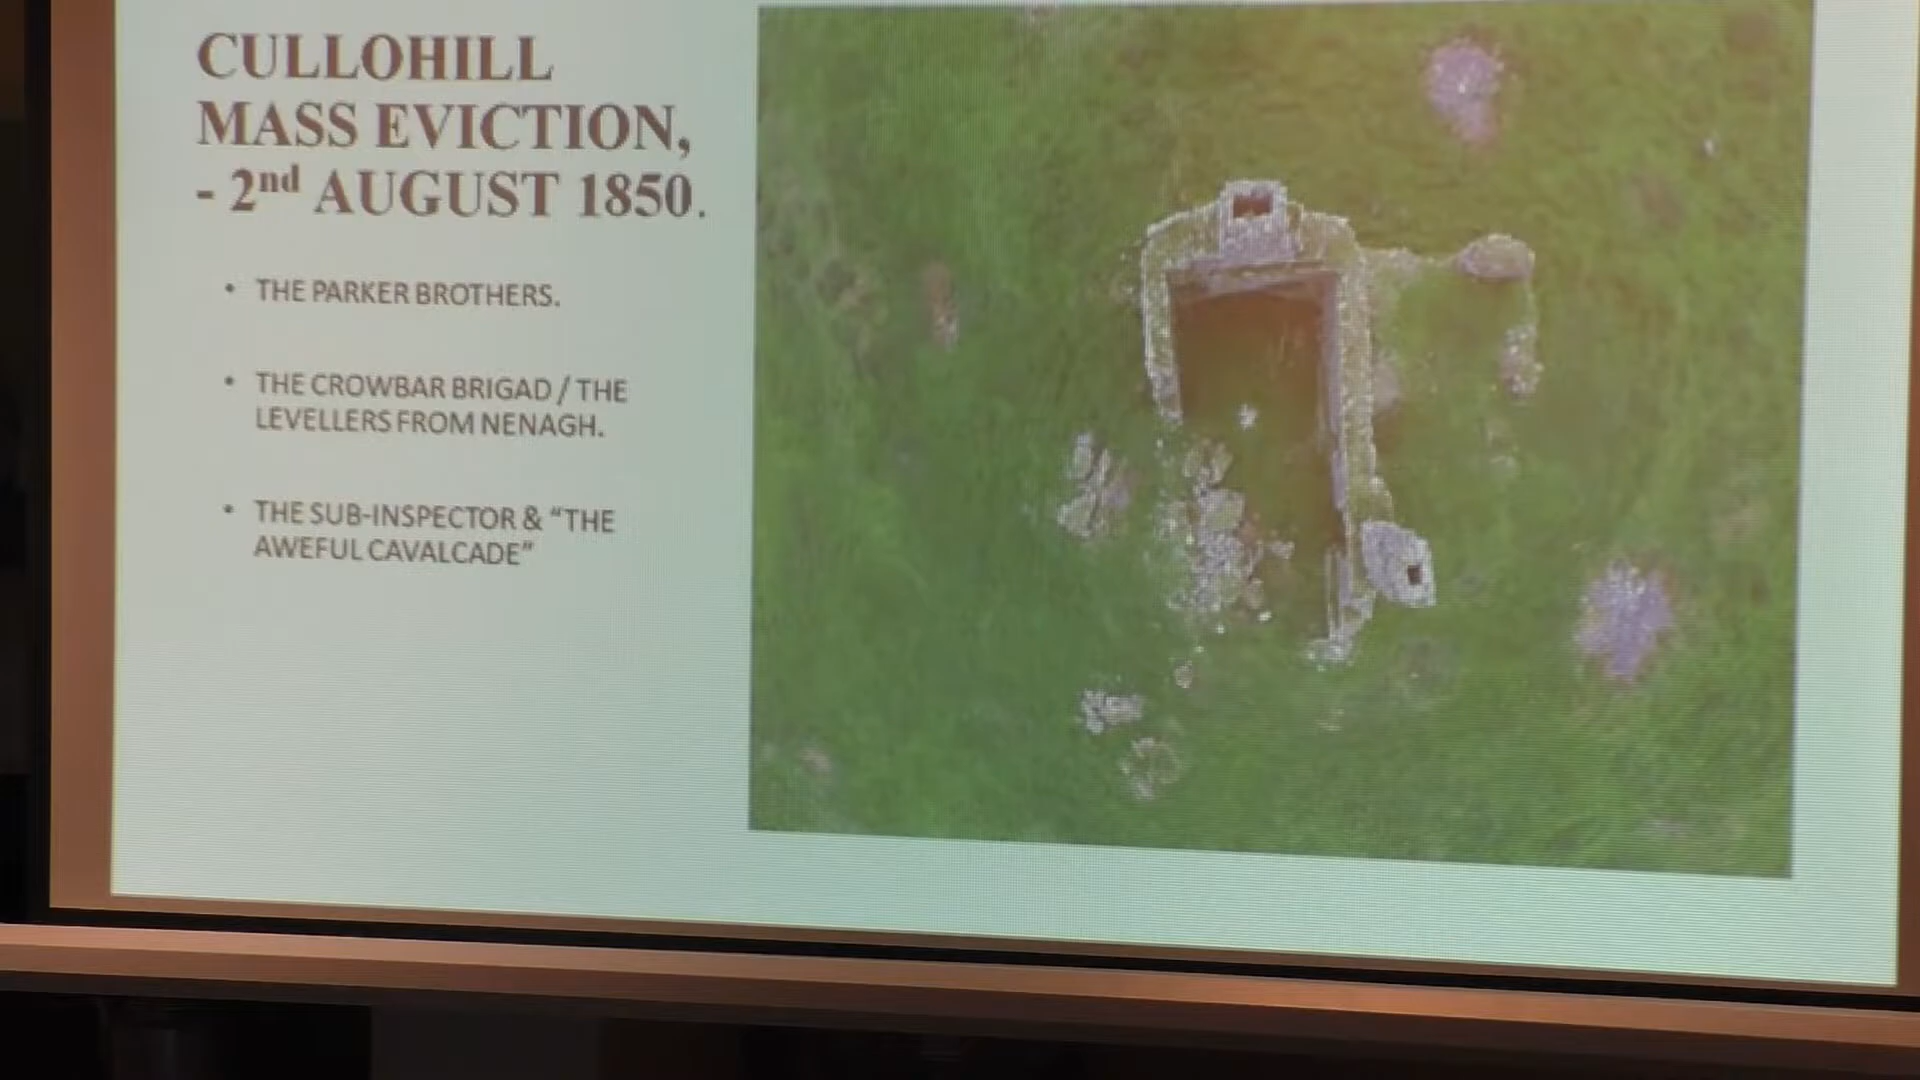 CULLOHILL
MASS EVICTION,
- 2nd AUGUST 1850.
• THE PARKER BROTHERS.
• THE CROWBAR BRIGAD / THE
LEVELLERS FROM NENAGH.
• THE SUB-INSPECTOR & “THE
AWEFUL CAVALCADE”